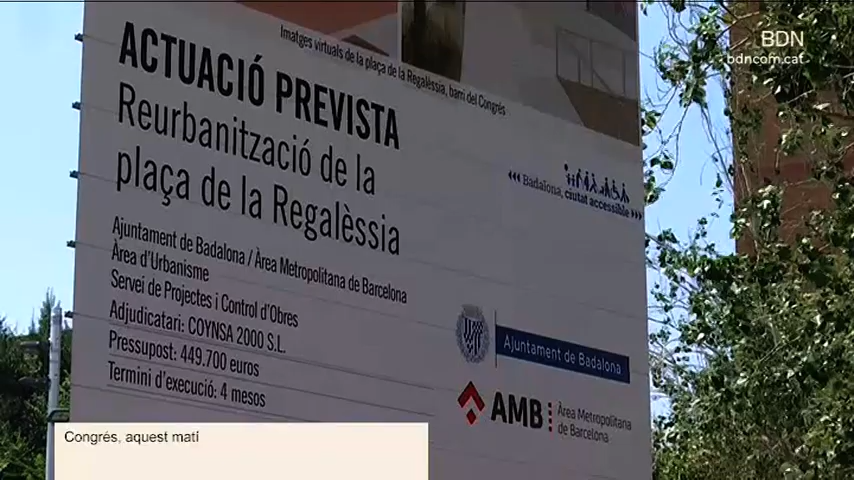 BDN
bdncom.cat
Imatges virtuals de la plaça de la Regalèssia, barri del Congrés
ACTUACIÓ PREVISTA
Reurbanització de la
plaça de la Regalèssia
Badalona, ciutat accessible
Ajuntament de Badalona / Àrea Metropolitana de Barcelona
Àrea d'Urbanisme
Servei de Projectes i Control d'Obres
Adjudicatari: COYNSA 2000 S.L.
Pressupost: 449.700 euros
Termini d'execució: 4 mesos
Ajuntament de Badalona
AMB
Àrea Metropolitana
de Barcelona
Congrés, aquest matí